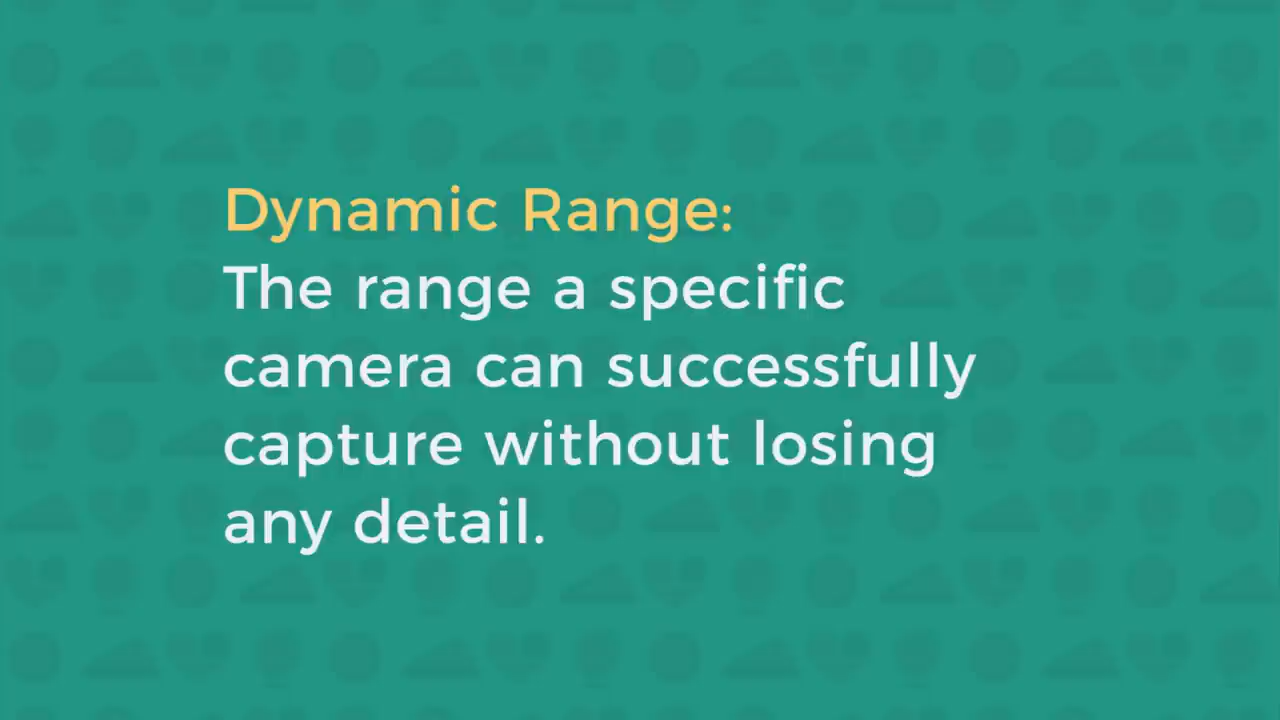 Dynamic Range:
The range a specific
camera can successfully
capture without losing
any detail.